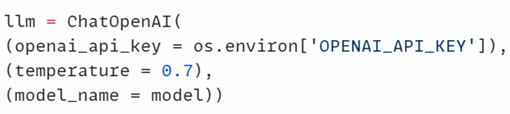 llm = ChatOpenAI(
(openai_api_key = os.environ['OPENAI_API_KEY']),
(temperature = 0.7),
(model_name = model))